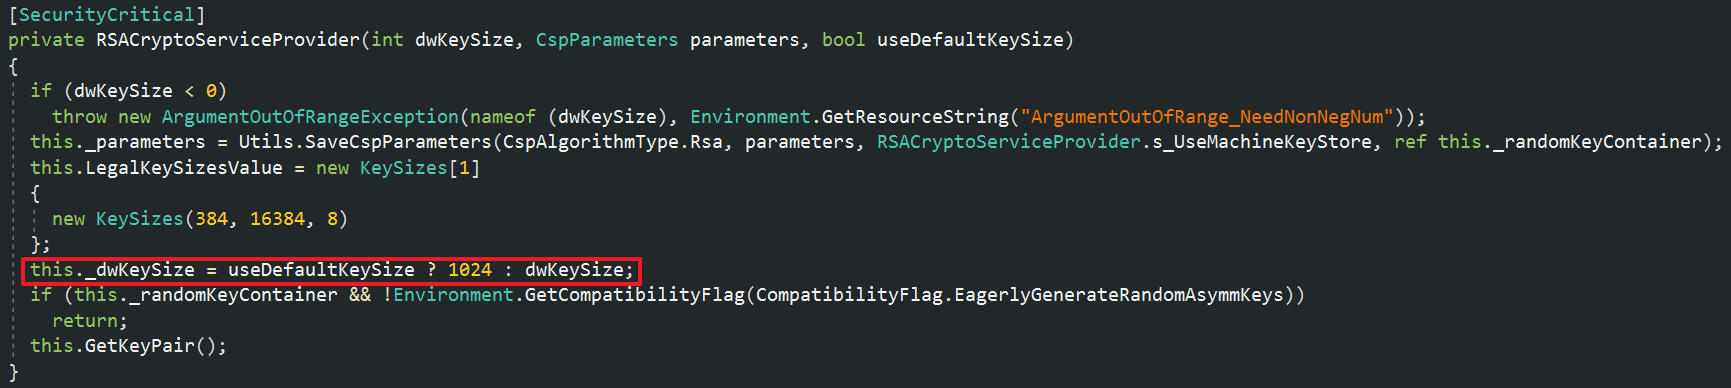 [SecurityCritical]
private RSACryptoServiceProvider(int dwKeySize, CspParameters parameters, bool useDefaultKeySize)
{
if (dwKeySize < 0)
throw new ArgumentOutOfRangeException(nameof (dwKeySize), Environment.GetResourceString("ArgumentOutOfRange_NeedNonNegNum"));
this._parameters = Utils.SaveCspParameters(CspAlgorithmType.Rsa, parameters, RSACryptoServiceProvider.s_UseMachineKeyStore, ref this._randomKeyContainer);
this.LegalKeySizesValue = new KeySizes[1]
{
new KeySizes(384, 16384, 8)
};
this._dwKeySize = useDefaultKeySize ? 1024 : dwKeySize;
if (this._randomKeyContainer && !Environment.GetCompatibilityFlag(CompatibilityFlag.EagerlyGenerateRandomAsymmKeys))
return;
this.GetKeyPair();
}